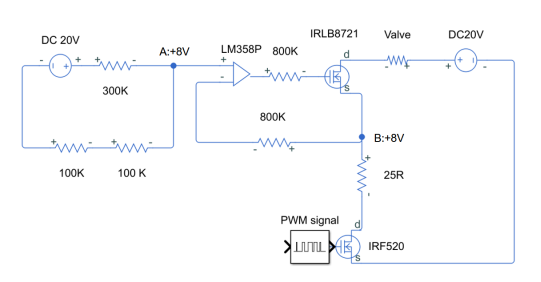 IRLB8721
DC 20V
A:+8V
LM358P
800K
d
Valve
DC20V
- + + -
+
-
+ -
s
- +
+ -
300K
800K
B:+8V
- +
+ - + -
100K
100 K
+
25R
-
PWM signal
d
IRF520
s